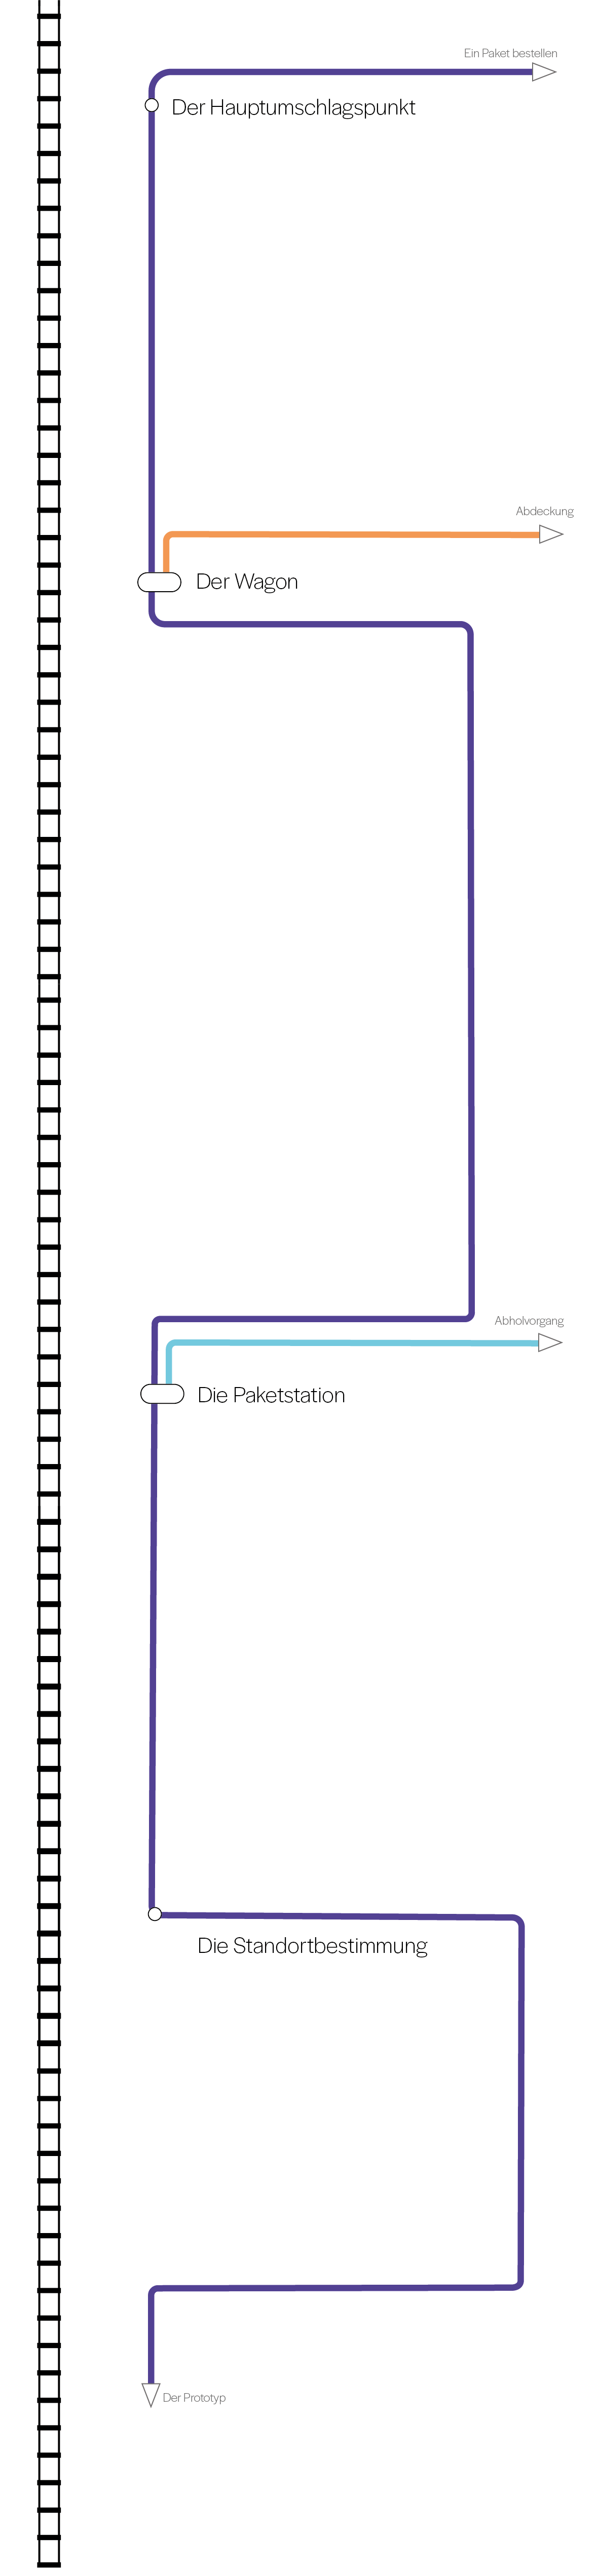 Ein Paket bestellen
Der Hauptumschlagspunkt
Abdeckung
Der Wagon
Abholvorgang
Die Paketstation
Die Standortbestimmung
Der Prototyp